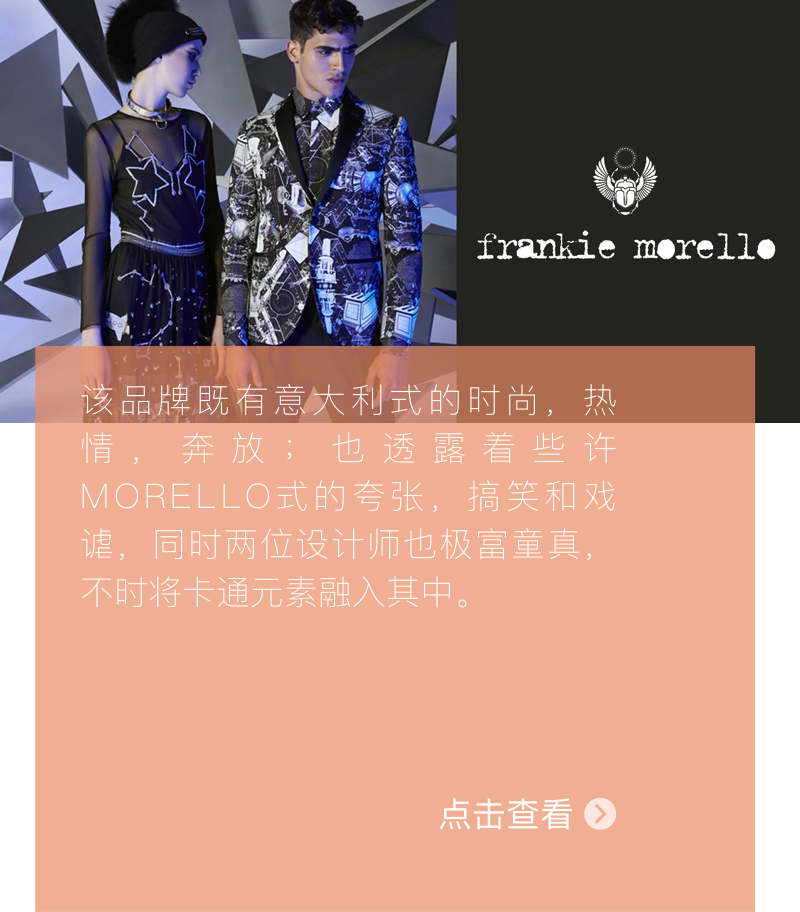 frankie morello
该品牌既有意大利式的时尚，热
情，奔放；也透露着些许
MORELLO式的夸张，搞笑和戏
谑，同时两位设计师也极富童真，
不时将卡通元素融入其中。
点击查看